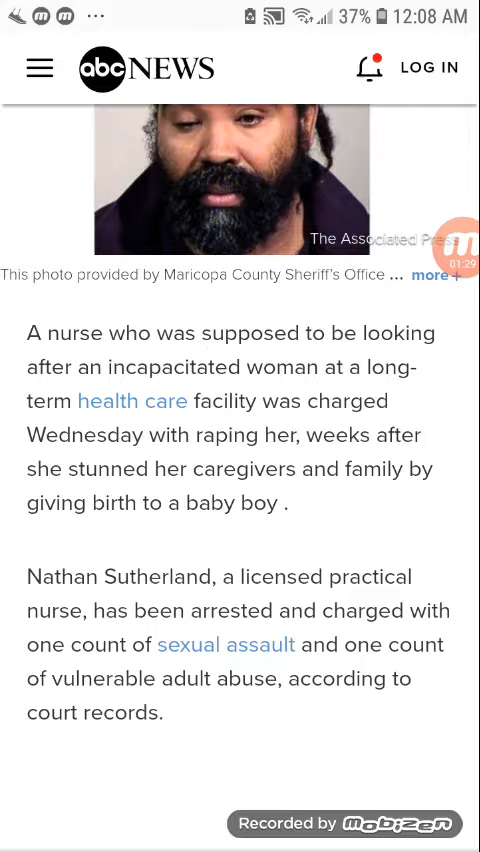 37% 12:08 AM
abc NEWS LOG IN
The Associated Press
01:29
This photo provided by Maricopa County Sheriff's Office ... more +
A nurse who was supposed to be looking
after an incapacitated woman at a long-
term health care facility was charged
Wednesday with raping her, weeks after
she stunned her caregivers and family by
giving birth to a baby boy .
Nathan Sutherland, a licensed practical
nurse, has been arrested and charged with
one count of sexual assault and one count
of vulnerable adult abuse, according to
court records.
Recorded by mobizen